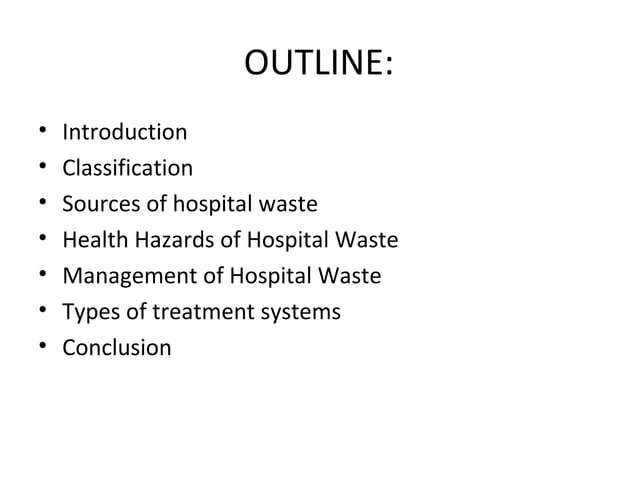 OUTLINE:
• Introduction
• Classification
• Sources of hospital waste
• Health Hazards of Hospital Waste
• Management of Hospital Waste
• Types of treatment systems
• Conclusion